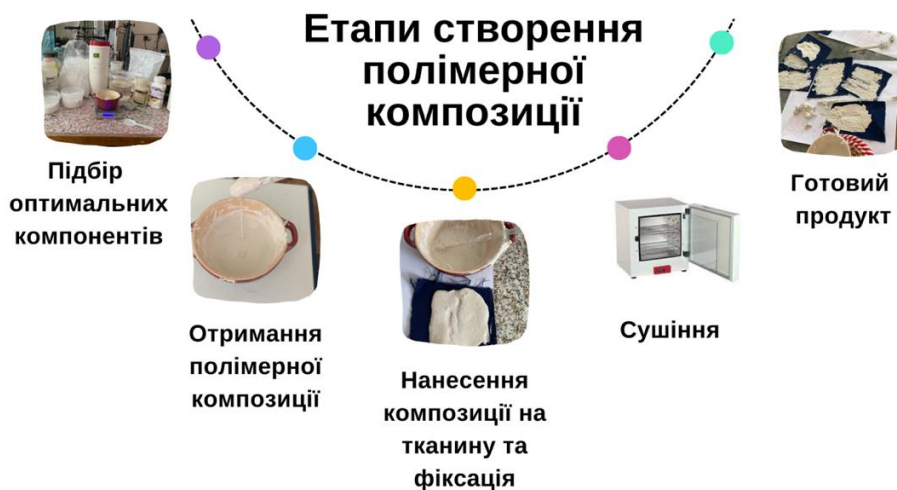 Етапи створення
полімерної
композиції
Підбір
оптимальних
компонентів
Отримання
полімерної
композиції
Нанесення
композиції на
тканину та
фіксація
Сушіння
Готовий
продукт